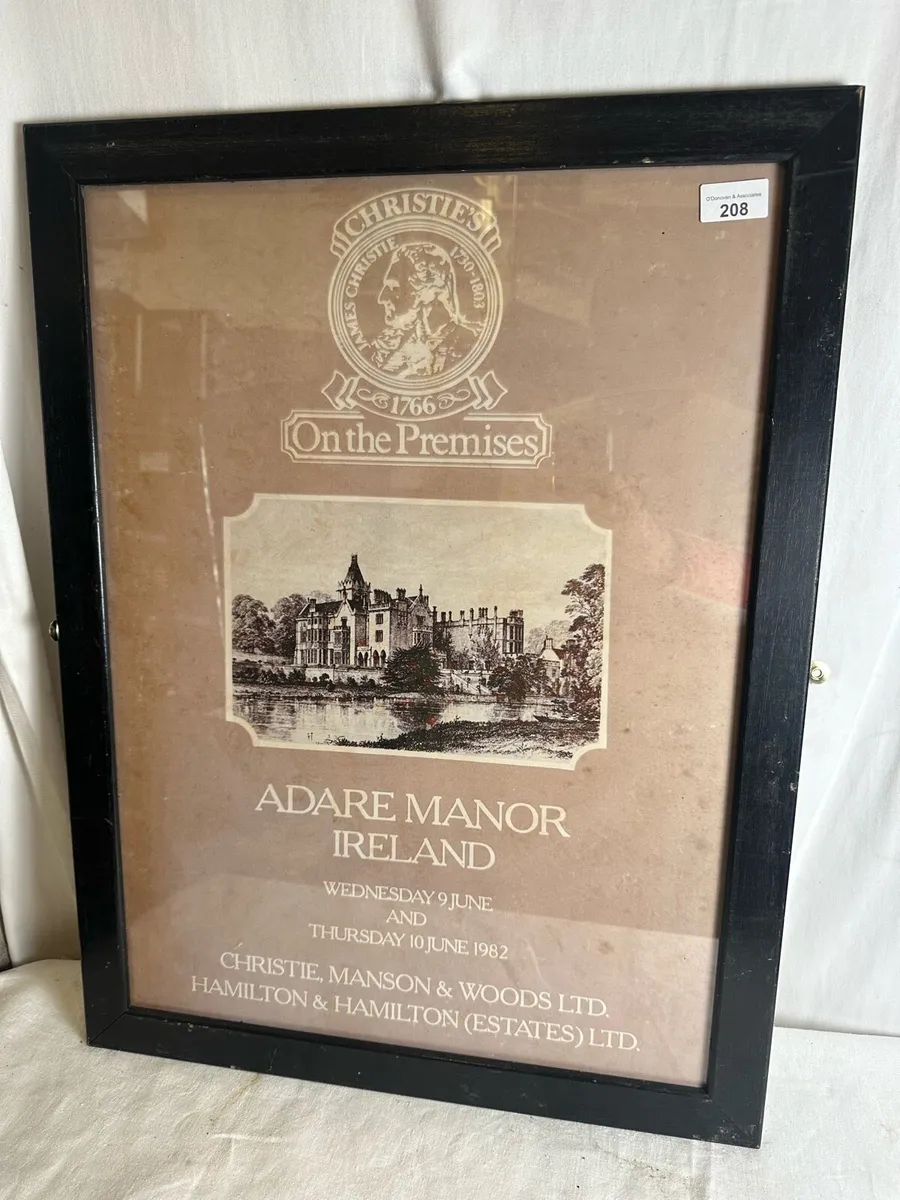 O'Donovan & Associates
208
CHRISTIE'S
JAMES CHRISTIE 1730-1803
1766
On the Premises
ADARE MANOR
IRELAND
WEDNESDAY 9 JUNE
AND
THURSDAY 10 JUNE 1982
CHRISTIE, MANSON & WOODS LTD.
HAMILTON & HAMILTON (ESTATES) LTD.